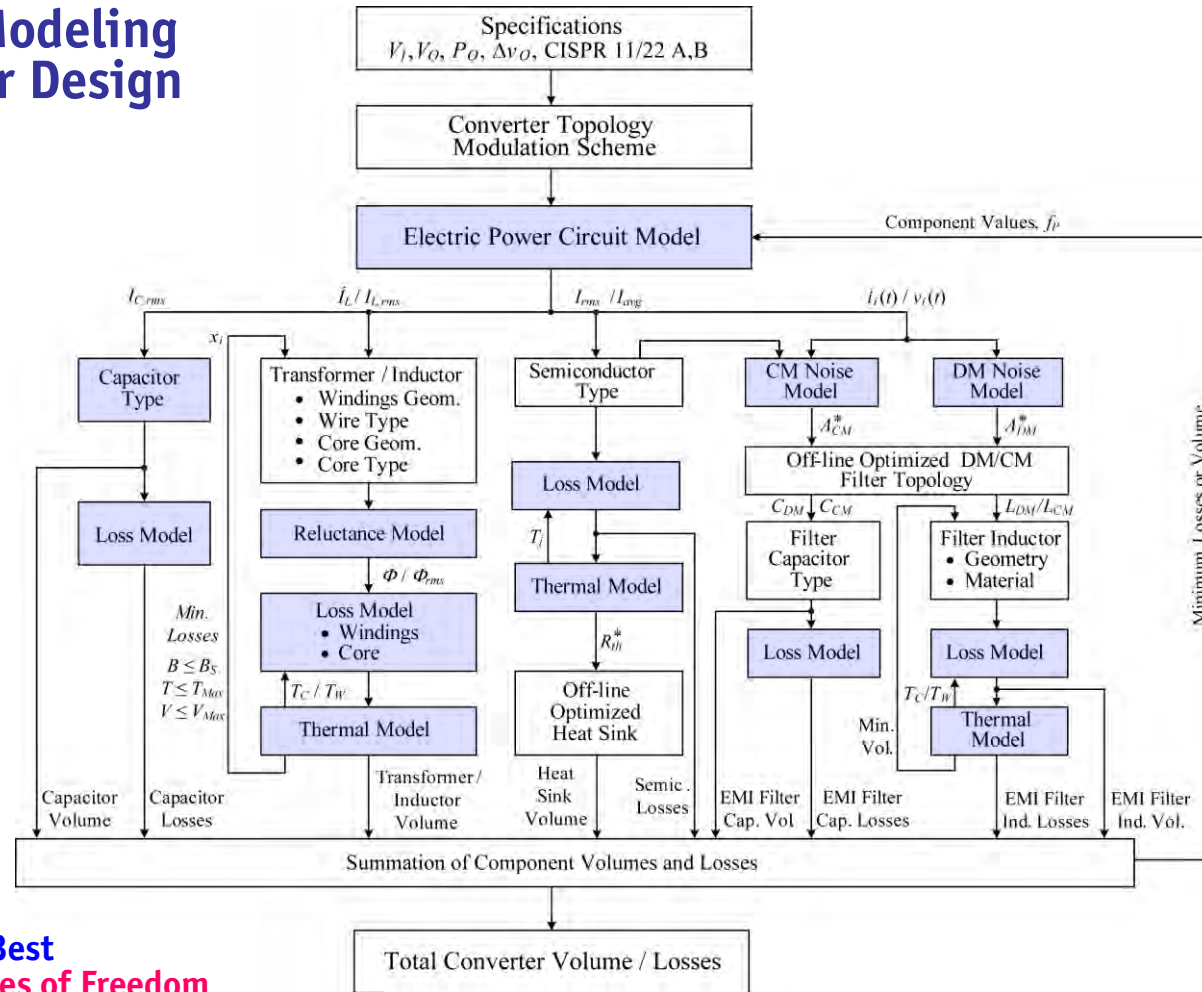 Modeling
r Design
Specifications
V_I, V_O, P_O, Δv_O, CISPR 11/22 A,B
Converter Topology
Modulation Scheme
Electric Power Circuit Model
Component Values, f_P
I_C,rms
Î_L / I_L,rms
I_rms / I_avg
i_i(t) / v_i(t)
x_i
Capacitor
Type
Transformer / Inductor
• Windings Geom.
• Wire Type
• Core Geom.
• Core Type
Semiconductor
Type
CM Noise
Model
DM Noise
Model
A*_CM
A*_DM
Off-line Optimized DM/CM
Filter Topology
Loss Model
Reluctance Model
Φ / Φ_rms
Loss Model
• Windings
• Core
T_C / T_W
Thermal Model
Min.
Losses
B ≤ B_S
T ≤ T_Max
V ≤ V_Max
Loss Model
T_j
Thermal Model
R*_th
Off-line
Optimized
Heat Sink
C_DM
C_CM
L_DM/L_CM
Filter
Capacitor
Type
Filter Inductor
• Geometry
• Material
Loss Model
Loss Model
T_C/T_W
Thermal
Model
Min.
Vol.
Minimum Losses or Volume
Capacitor
Volume
Capacitor
Losses
Transformer/
Inductor
Volume
Heat
Sink
Volume
Semic.
Losses
EMI Filter
Cap. Vol
EMI Filter
Cap. Losses
EMI Filter
Ind. Losses
EMI Filter
Ind. Vol.
Summation of Component Volumes and Losses
Total Converter Volume / Losses
Best
es of Freedom